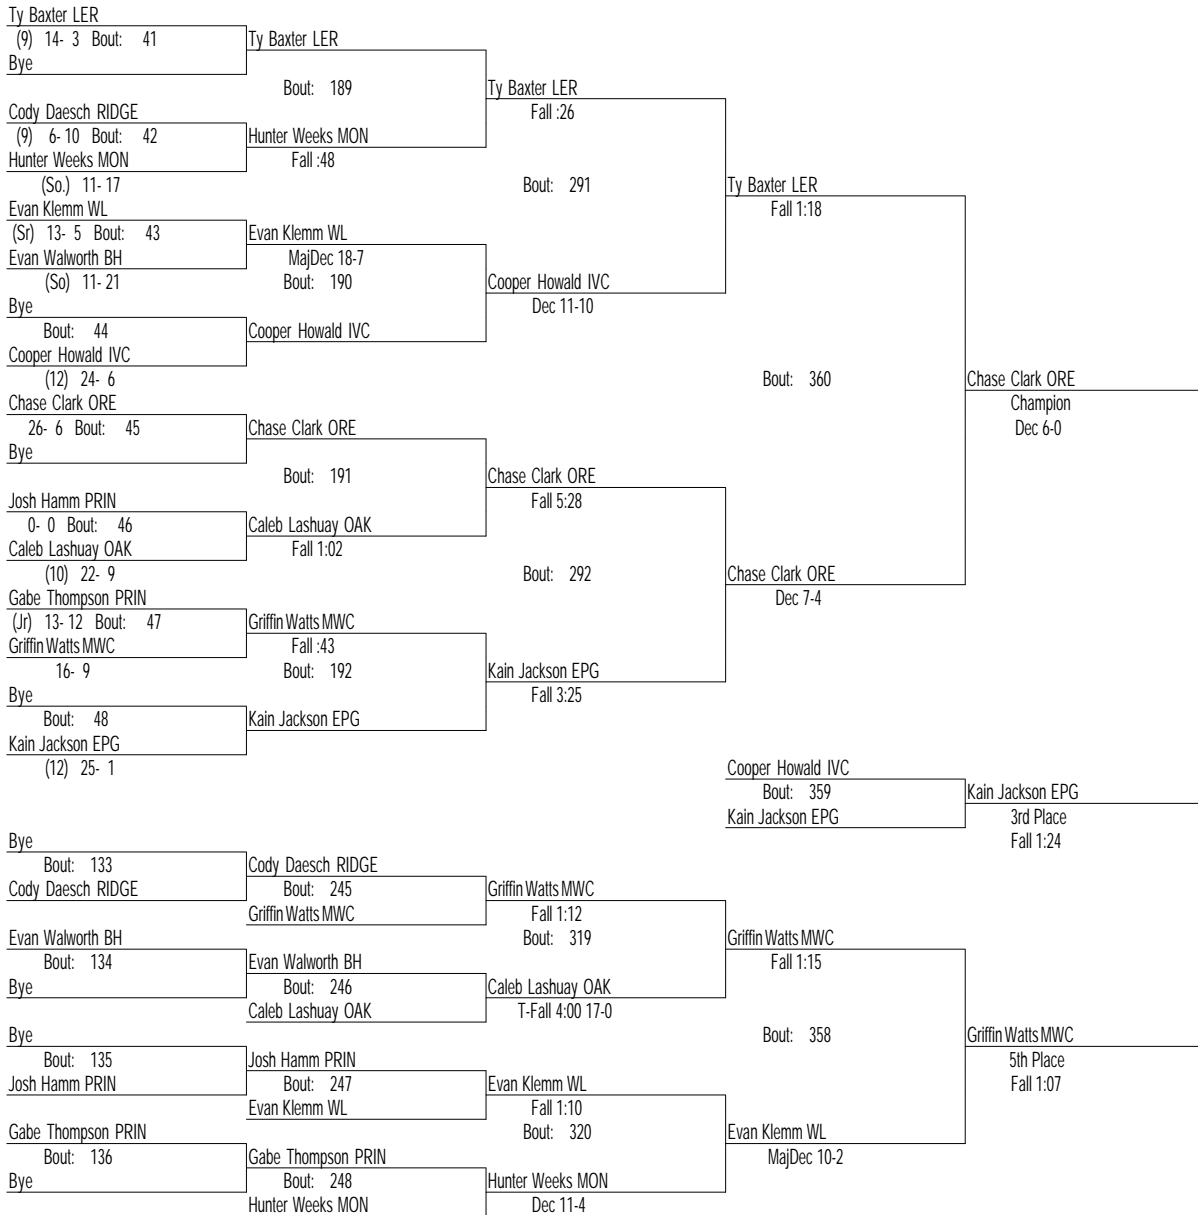 Ty Baxter LER
(9) 14- 3 Bout: 41
Bye
Cody Daesch RIDGE
(9) 6- 10 Bout: 42
Hunter Weeks MON
(So.) 11- 17
Evan Klemm WL
(Sr) 13- 5 Bout: 43
Evan Walworth BH
(So) 11- 21
Bye
Bout: 44
Cooper Howald IVC
(12) 24- 6
Chase Clark ORE
26- 6 Bout: 45
Bye
Josh Hamm PRIN
0- 0 Bout: 46
Caleb Lashuay OAK
(10) 22- 9
Gabe Thompson PRIN
(Jr) 13- 12 Bout: 47
Griffin Watts MWC
16- 9
Bye
Bout: 48
Kain Jackson EPG
(12) 25- 1
Ty Baxter LER
Bout: 189
Hunter Weeks MON
Fall :48
Evan Klemm WL
MajDec 18-7
Bout: 190
Cooper Howald IVC
Chase Clark ORE
Bout: 191
Caleb Lashuay OAK
Fall 1:02
Griffin Watts MWC
Fall :43
Bout: 192
Kain Jackson EPG
Ty Baxter LER
Fall :26
Bout: 291
Cooper Howald IVC
Dec 11-10
Chase Clark ORE
Fall 5:28
Bout: 292
Kain Jackson EPG
Fall 3:25
Ty Baxter LER
Fall 1:18
Bout: 360
Chase Clark ORE
Dec 7-4
Chase Clark ORE
Champion
Dec 6-0
Cooper Howald IVC
Bout: 359
Kain Jackson EPG
Kain Jackson EPG
3rd Place
Fall 1:24
Bye
Bout: 133
Cody Daesch RIDGE
Evan Walworth BH
Bout: 134
Bye
Bye
Bout: 135
Josh Hamm PRIN
Gabe Thompson PRIN
Bout: 136
Bye
Cody Daesch RIDGE
Bout: 245
Griffin Watts MWC
Evan Walworth BH
Bout: 246
Caleb Lashuay OAK
Josh Hamm PRIN
Bout: 247
Evan Klemm WL
Gabe Thompson PRIN
Bout: 248
Hunter Weeks MON
Griffin Watts MWC
Fall 1:12
Bout: 319
Caleb Lashuay OAK
T-Fall 4:00 17-0
Evan Klemm WL
Fall 1:10
Bout: 320
Hunter Weeks MON
Dec 11-4
Griffin Watts MWC
Fall 1:15
Bout: 358
Evan Klemm WL
MajDec 10-2
Griffin Watts MWC
5th Place
Fall 1:07